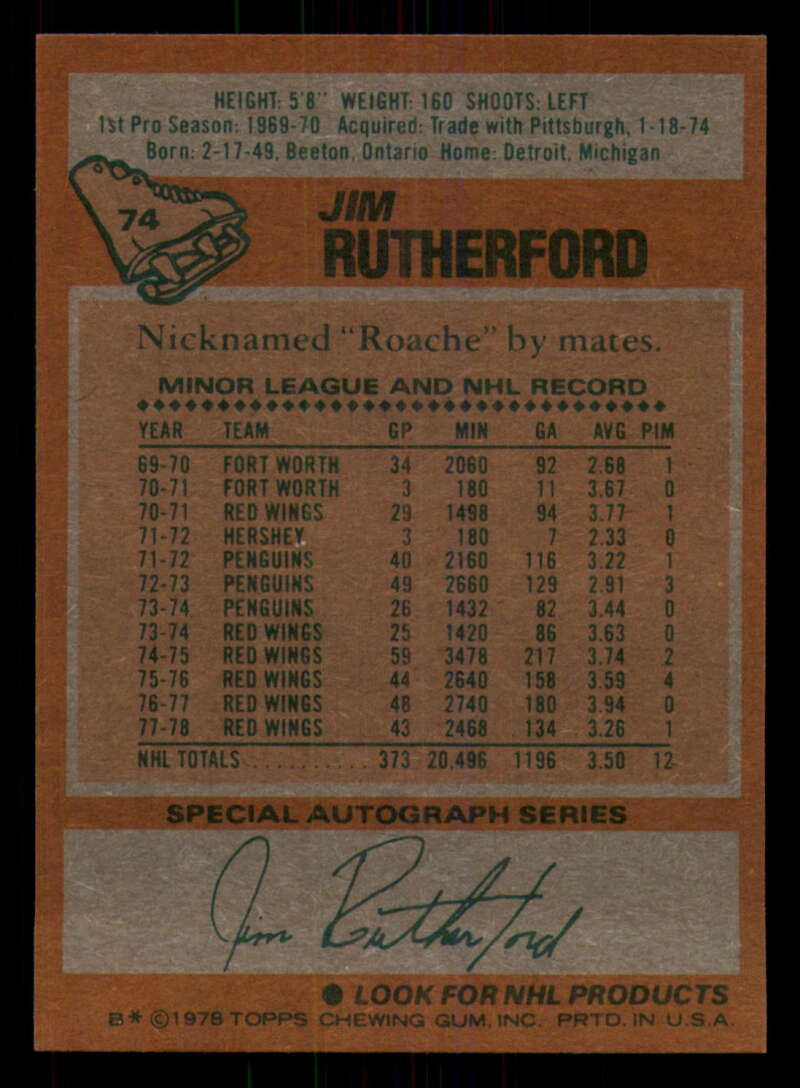 HEIGHT: 5'8" WEIGHT: 160 SHOOTS: LEFT
1st Pro Season: 1969-70 Acquired: Trade with Pittsburgh, 1-18-74
Born: 2-17-49, Beeton, Ontario Home: Detroit, Michigan
74
JIM
RUTHERFORD
Nicknamed "Roache" by mates.
MINOR LEAGUE AND NHL RECORD
YEAR TEAM GP MIN GA AVG PIM
69-70 FORT WORTH 34 2060 92 2.68 1
70-71 FORT WORTH 3 180 11 3.67 0
70-71 RED WINGS 29 1498 94 3.77 1
71-72 HERSHEY 3 180 7 2.33 0
71-72 PENGUINS 40 2160 116 3.22 1
72-73 PENGUINS 49 2660 129 2.91 3
73-74 PENGUINS 26 1432 82 3.44 0
73-74 RED WINGS 25 1420 86 3.63 0
74-75 RED WINGS 59 3478 217 3.74 2
75-76 RED WINGS 44 2640 158 3.59 4
76-77 RED WINGS 48 2740 180 3.94 0
77-78 RED WINGS 43 2468 134 3.26 1
NHL TOTALS .......... 373 20,496 1196 3.50 12
SPECIAL AUTOGRAPH SERIES
Jim Rutherford
● LOOK FOR NHL PRODUCTS
B* ©1978 TOPPS CHEWING GUM, INC. PRTD. IN U.S.A.